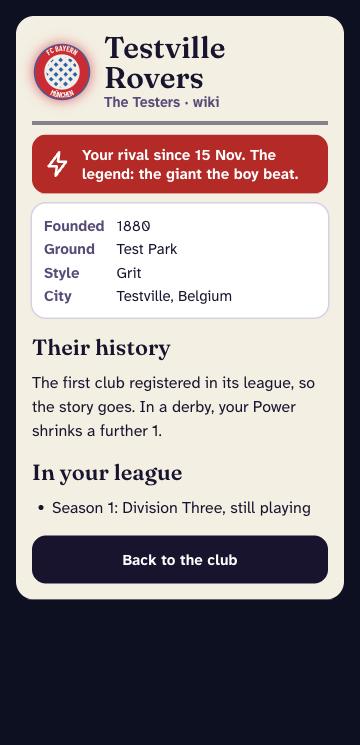 FC BAYERN
MÜNCHEN
Testville
Rovers
The Testers · wiki
Your rival since 15 Nov. The
legend: the giant the boy beat.
Founded 1880
Ground Test Park
Style Grit
City Testville, Belgium
Their history
The first club registered in its league, so
the story goes. In a derby, your Power
shrinks a further 1.
In your league
• Season 1: Division Three, still playing
Back to the club